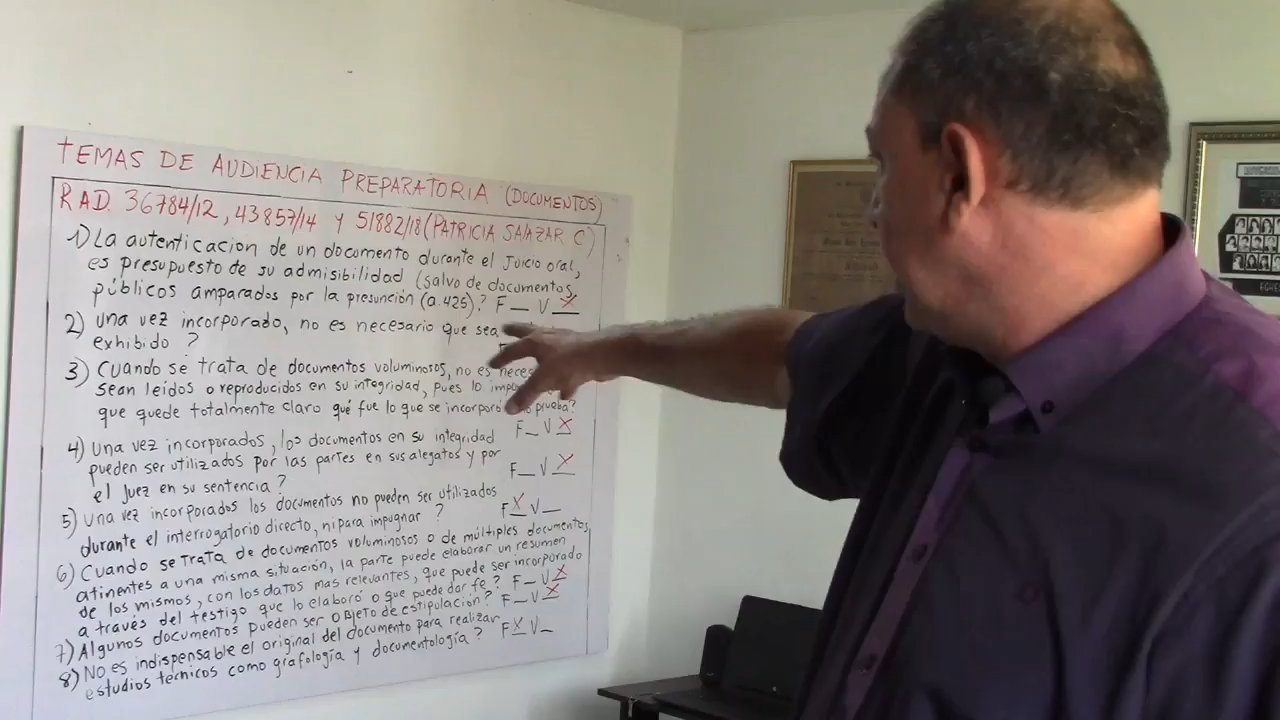 TEMAS DE AUDIENCIA PREPARATORIA (DOCUMENTOS)
RAD. 36784/12, 43857/14 Y 51882/18 (PATRICIA SALAZAR C)
1) La autenticacion de un documento durante el Juicio oral,
es presupuesto de su admisibilidad (salvo de documentos
públicos amparados por la presunción (a.425)? F__ V X
2) Una vez incorporado, no es necesario que sea
exhibido?
3) Cuando se trata de documentos voluminosos, no es
sean leídos o reproducidos en su integridad, pues lo
que quede totalmente claro qué fue lo que se incorporó prueba?
F_ V X
4) Una vez incorporados, los documentos en su integridad
pueden ser utilizados por las partes en sus alegatos y por
el Juez en su sentencia? F__ V X
5) Una vez incorporados los documentos no pueden ser utilizados
durante el interrogatorio directo, ni para impugnar? F X V__
6) Cuando se trata de documentos voluminosos o de múltiples documentos,
atinentes a una misma situación, la parte puede elaborar un resumen
de los mismos, con los datos mas relevantes, que puede ser incorporado
a través del testigo que lo elaboró o que puede dar fe? F_ V X
7) Algunos documentos pueden ser objeto de estipulación? F_ V X
8) No es indispensable el original del documento para realizar
estudios técnicos como grafología y documentología? F X V_